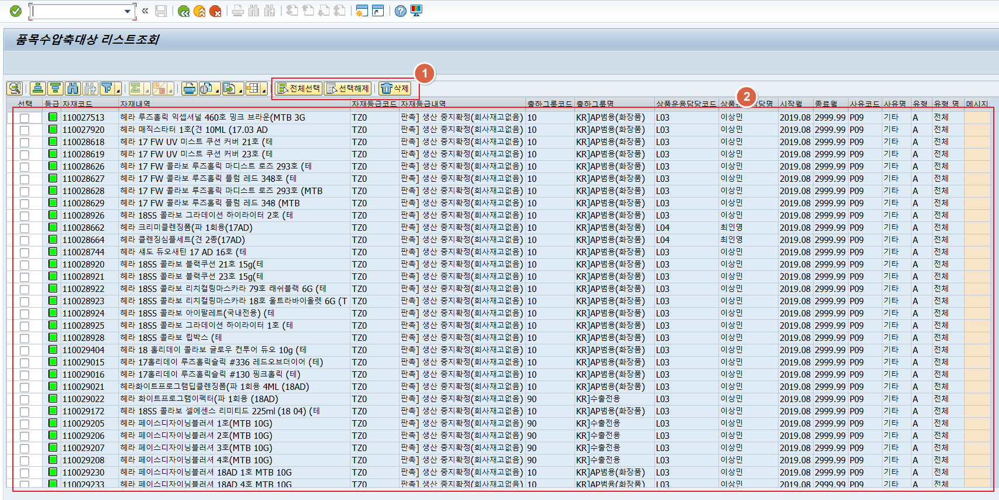 품목수압축대상 리스트조회
1
전체선택 선택해제 삭제
2
선택 등급 자재코드 자재내역 자재등급코드 자재등급내역 출하그룹코드 출하그룹명 상품운용담당코드 상품운 당명 시작월 종료월 사유코드 사유명 유형 유형 명 메시지
110027513 헤라 루즈홀릭 익셉셔널 460호 밍크 브라운(MTB 3G TZ0 판촉] 생산 중지확정(회사재고없음) 10 KR]AP범용(화장품) L03 이상민 2019.08 2999.99 P09 기타 A 전체
110027920 헤라 매직스타터 1호(견 10ML (17.03 AD TZ0 판촉] 생산 중지확정(회사재고없음) 10 KR]AP범용(화장품) L03 이상민 2019.08 2999.99 P09 기타 A 전체
110028618 헤라 17 FW UV 미스트 쿠션 커버 21호 (테 TZ0 판촉] 생산 중지확정(회사재고없음) 10 KR]AP범용(화장품) L03 이상민 2019.08 2999.99 P09 기타 A 전체
110028619 헤라 17 FW UV 미스트 쿠션 커버 23호 (테 TZ0 판촉] 생산 중지확정(회사재고없음) 10 KR]AP범용(화장품) L03 이상민 2019.08 2999.99 P09 기타 A 전체
110028626 헤라 17 FW 콜라보 루즈홀릭 마디스트 로즈 293호 (테 TZ0 판촉] 생산 중지확정(회사재고없음) 10 KR]AP범용(화장품) L03 이상민 2019.08 2999.99 P09 기타 A 전체
110028627 헤라 17 FW 콜라보 루즈홀릭 플럼 레드 348호 (테 TZ0 판촉] 생산 중지확정(회사재고없음) 10 KR]AP범용(화장품) L03 이상민 2019.08 2999.99 P09 기타 A 전체
110028628 헤라 17 FW 콜라보 루즈홀릭 마디스트 로즈 293호 (MTB TZ0 판촉] 생산 중지확정(회사재고없음) 10 KR]AP범용(화장품) L03 이상민 2019.08 2999.99 P09 기타 A 전체
110028629 헤라 17 FW 콜라보 루즈홀릭 플럼 레드 348 (MTB TZ0 판촉] 생산 중지확정(회사재고없음) 10 KR]AP범용(화장품) L03 이상민 2019.08 2999.99 P09 기타 A 전체
110028926 헤라 18SS 콜라보 그라데이션 하이라이터 2호 (테 TZ0 판촉] 생산 중지확정(회사재고없음) 10 KR]AP범용(화장품) L03 이상민 2019.08 2999.99 P09 기타 A 전체
110028662 헤라 크리미클렌징폼(파 1회용(17AD) TZ0 판촉] 생산 중지확정(회사재고없음) 10 KR]AP범용(화장품) L04 최인영 2019.08 2999.99 P09 기타 A 전체
110028664 헤라 클렌징심플세트(견 2종(17AD) TZ0 판촉] 생산 중지확정(회사재고없음) 10 KR]AP범용(화장품) L04 최인영 2019.08 2999.99 P09 기타 A 전체
110028744 헤라 섀도 듀오새틴 17 AD 16호 (테 TZ0 판촉] 생산 중지확정(회사재고없음) 10 KR]AP범용(화장품) L03 이상민 2019.08 2999.99 P09 기타 A 전체
110028920 헤라 18SS 콜라보 블랙쿠션 21호 15g(테 TZ0 판촉] 생산 중지확정(회사재고없음) 10 KR]AP범용(화장품) L03 이상민 2019.08 2999.99 P09 기타 A 전체
110028921 헤라 18SS 콜라보 블랙쿠션 23호 15g(테 TZ0 판촉] 생산 중지확정(회사재고없음) 10 KR]AP범용(화장품) L03 이상민 2019.08 2999.99 P09 기타 A 전체
110028922 헤라 18SS 콜라보 리치컬링마스카라 79호 래쉬블랙 6G (테 TZ0 판촉] 생산 중지확정(회사재고없음) 10 KR]AP범용(화장품) L03 이상민 2019.08 2999.99 P09 기타 A 전체
110028923 헤라 18SS 콜라보 리치컬링마스카라 18호 울트라바이올렛 6G (T TZ0 판촉] 생산 중지확정(회사재고없음) 10 KR]AP범용(화장품) L03 이상민 2019.08 2999.99 P09 기타 A 전체
110028924 헤라 18SS 콜라보 아이팔레트(국내전용) (테 TZ0 판촉] 생산 중지확정(회사재고없음) 10 KR]AP범용(화장품) L03 이상민 2019.08 2999.99 P09 기타 A 전체
110028925 헤라 18SS 콜라보 그라데이션 하이라이터 1호 (테 TZ0 판촉] 생산 중지확정(회사재고없음) 10 KR]AP범용(화장품) L03 이상민 2019.08 2999.99 P09 기타 A 전체
110028928 헤라 18SS 콜라보 립박스 (테 TZ0 판촉] 생산 중지확정(회사재고없음) 10 KR]AP범용(화장품) L03 이상민 2019.08 2999.99 P09 기타 A 전체
110029404 헤라 18 홀리데이 콜라보 글로우 컨투어 듀오 10g (테 TZ0 판촉] 생산 중지확정(회사재고없음) 10 KR]AP범용(화장품) L03 이상민 2019.08 2999.99 P09 기타 A 전체
110029015 헤라 17홀리데이 루즈홀릭슬릭 #336 레드오브더이어 (테) TZ0 판촉] 생산 중지확정(회사재고없음) 10 KR]AP범용(화장품) L03 이상민 2019.08 2999.99 P09 기타 A 전체
110029016 헤라 17홀리데이 루즈홀릭슬릭 #130 핑크홀릭 (테) TZ0 판촉] 생산 중지확정(회사재고없음) 10 KR]AP범용(화장품) L03 이상민 2019.08 2999.99 P09 기타 A 전체
110029021 헤라화이트프로그램딥클렌징폼(파 1회용 4ML (18AD) TZ0 판촉] 생산 중지확정(회사재고없음) 10 KR]AP범용(화장품) L03 이상민 2019.08 2999.99 P09 기타 A 전체
110029022 헤라 화이트프로그램이펙터(파 1회용 (18AD) TZ0 판촉] 생산 중지확정(회사재고없음) 90 KR]수출전용 L03 이상민 2019.08 2999.99 P09 기타 A 전체
110029172 헤라 18SS 콜라보 셀에센스 리미티드 225ml (18 04) (테 TZ0 판촉] 생산 중지확정(회사재고없음) 10 KR]AP범용(화장품) L03 이상민 2019.08 2999.99 P09 기타 A 전체
110029205 헤라 페이스디자이닝블러셔 1호(MTB 10G) TZ0 판촉] 생산 중지확정(회사재고없음) 90 KR]수출전용 L03 이상민 2019.08 2999.99 P09 기타 A 전체
110029206 헤라 페이스디자이닝블러셔 2호(MTB 10G) TZ0 판촉] 생산 중지확정(회사재고없음) 90 KR]수출전용 L03 이상민 2019.08 2999.99 P09 기타 A 전체
110029207 헤라 페이스디자이닝블러셔 3호(MTB 10G) TZ0 판촉] 생산 중지확정(회사재고없음) 90 KR]수출전용 L03 이상민 2019.08 2999.99 P09 기타 A 전체
110029208 헤라 페이스디자이닝블러셔 4호(MTB 10G) TZ0 판촉] 생산 중지확정(회사재고없음) 90 KR]수출전용 L03 이상민 2019.08 2999.99 P09 기타 A 전체
110029230 헤라 페이스디자이닝블러셔 18AD 1호 MTB 10G TZ0 판촉] 생산 중지확정(회사재고없음) 10 KR]AP범용(화장품) L03 이상민 2019.08 2999.99 P09 기타 A 전체
110029233 헤라 페이스디자이닝블러셔 18AD 4호 MTB 10G TZ0 판촉] 생산 중지확정(회사재고없음) 10 KR]AP범용(화장품) L03 이상민 2019.08 2999.99 P09 기타 A 전체